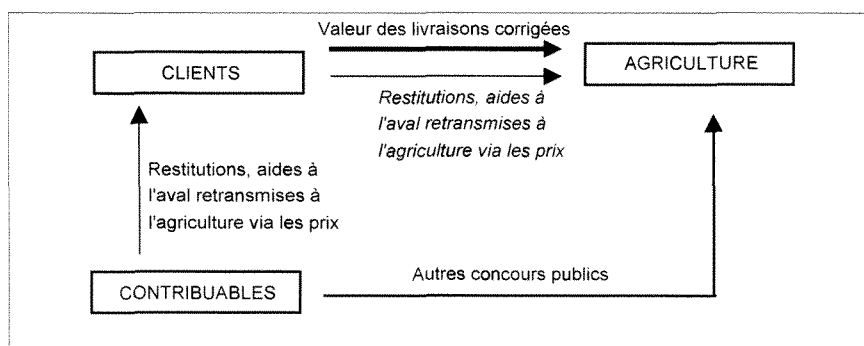 Valeur des livraisons corrigées
CLIENTS
AGRICULTURE
Restitutions, aides à
l'aval retransmises à
l'agriculture via les prix
Restitutions, aides à
l'aval retransmises à
l'agriculture via les prix
Autres concours publics
CONTRIBUABLES